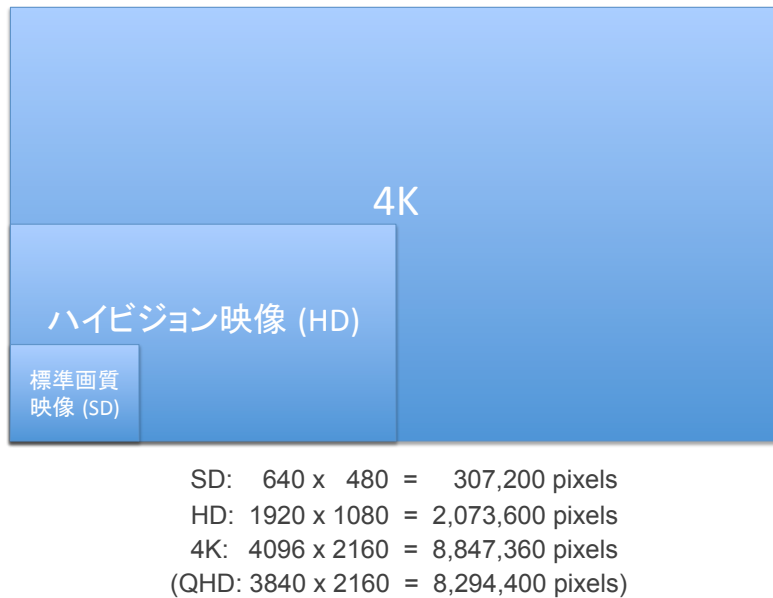 4K
ハイビジョン映像 (HD)
標準画質
映像 (SD)
SD: 640 x 480 = 307,200 pixels
HD: 1920 x 1080 = 2,073,600 pixels
4K: 4096 x 2160 = 8,847,360 pixels
(QHD: 3840 x 2160 = 8,294,400 pixels)